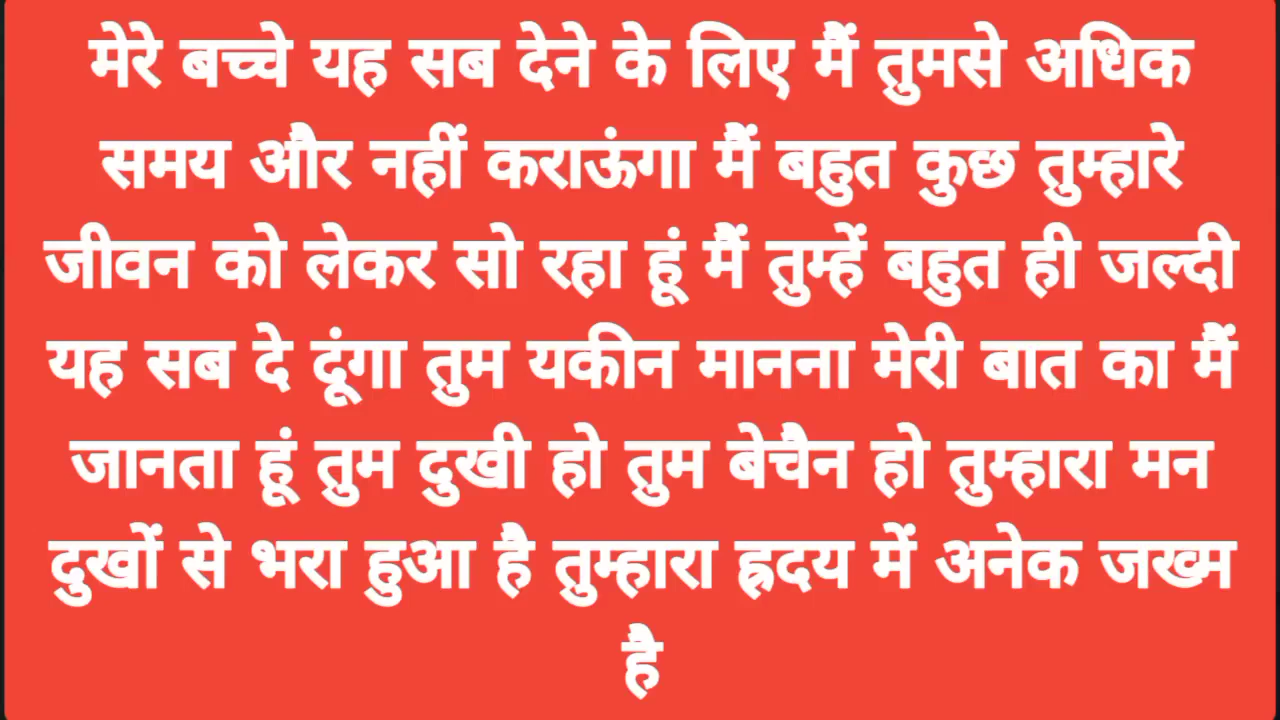 मेरे बच्चे यह सब देने के लिए मैं तुमसे अधिक
समय और नहीं कराऊंगा मैं बहुत कुछ तुम्हारे
जीवन को लेकर सो रहा हूं मैं तुम्हें बहुत ही जल्दी
यह सब दे दूंगा तुम यकीन मानना मेरी बात का मैं
जानता हूं तुम दुखी हो तुम बेचैन हो तुम्हारा मन
दुखों से भरा हुआ है तुम्हारा ह्रदय में अनेक जख्म
है